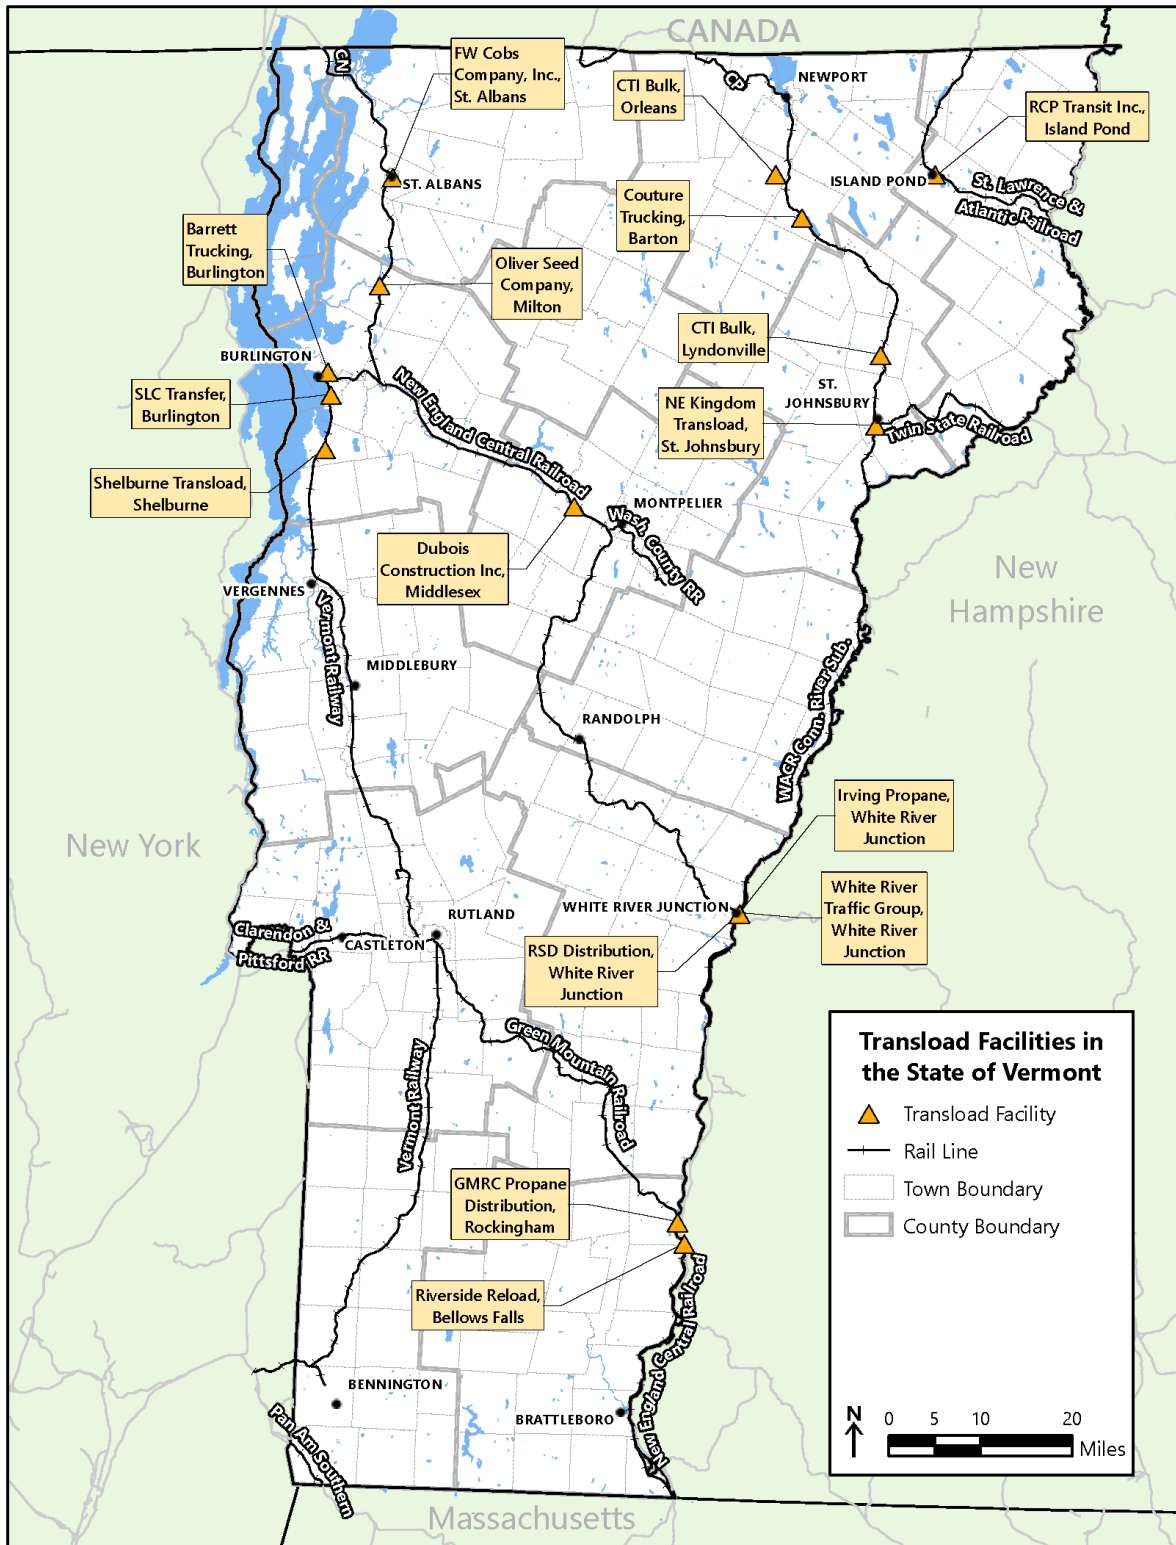 CANADA
CN
FW Cobs
Company, Inc.,
St. Albans
CTI Bulk,
Orleans
CP
NEWPORT
RCP Transit Inc.,
Island Pond
ST. ALBANS
ISLAND POND
St. Lawrence &
Atlantic Railroad
Couture
Trucking,
Barton
Barrett
Trucking,
Burlington
Oliver Seed
Company,
Milton
CTI Bulk,
Lyndonville
BURLINGTON
SLC Transfer,
Burlington
New England Central Railroad
NE Kingdom
Transload,
St. Johnsbury
ST.
JOHNSBURY
Twin State Railroad
Shelburne Transload,
Shelburne
MONTPELIER
Wash. County RR
Dubois
Construction Inc,
Middlesex
New
Hampshire
VERGENNES
Vermont Railway
MIDDLEBURY
WACR Conn. River Sub.
RANDOLPH
Irving Propane,
White River
Junction
New York
White River
Traffic Group,
White River
Junction
WHITE RIVER JUNCTION
RUTLAND
Clarendon &
Pittsford RR
CASTLETON
RSD Distribution,
White River
Junction
Green Mountain Railroad
Vermont Railway
Transload Facilities in
the State of Vermont
Transload Facility
Rail Line
Town Boundary
County Boundary
GMRC Propane
Distribution,
Rockingham
Riverside Reload,
Bellows Falls
New England Central Railroad
BENNINGTON
BRATTLEBORO
Pan Am Southern
N
0 5 10 20
Miles
Massachusetts